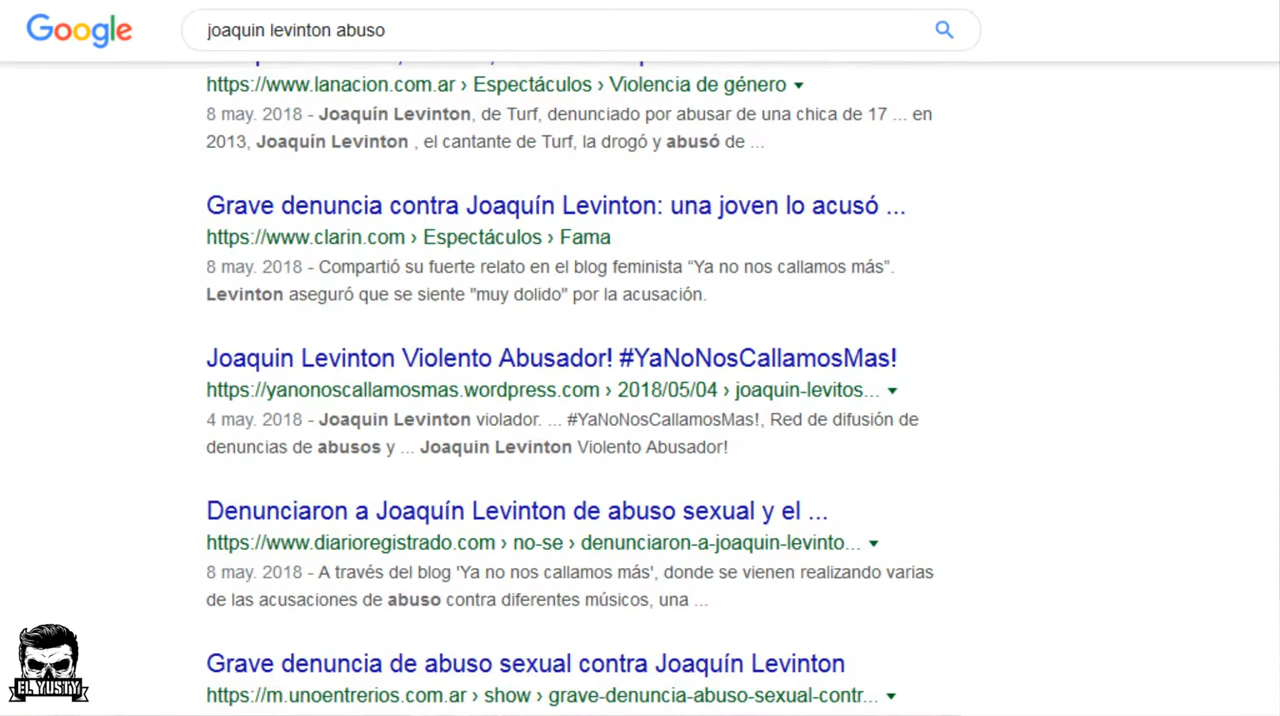 Google
joaquin levinton abuso
https://www.lanacion.com.ar › Espectáculos › Violencia de género
8 may. 2018 - Joaquín Levinton, de Turf, denunciado por abusar de una chica de 17 ... en
2013, Joaquín Levinton , el cantante de Turf, la drogó y abusó de ...
Grave denuncia contra Joaquín Levinton: una joven lo acusó ...
https://www.clarin.com › Espectáculos › Fama
8 may. 2018 - Compartió su fuerte relato en el blog feminista “Ya no nos callamos más”.
Levinton aseguró que se siente "muy dolido" por la acusación.
Joaquin Levinton Violento Abusador! #YaNoNosCallamosMas!
https://yanonoscallamosmas.wordpress.com › 2018/05/04 › joaquin-levitos...
4 may. 2018 - Joaquin Levinton violador. ... #YaNoNosCallamosMas!, Red de difusión de
denuncias de abusos y ... Joaquin Levinton Violento Abusador!
Denunciaron a Joaquín Levinton de abuso sexual y el ...
https://www.diarioregistrado.com › no-se › denunciaron-a-joaquin-levinto...
8 may. 2018 - A través del blog 'Ya no nos callamos más', donde se vienen realizando varias
de las acusaciones de abuso contra diferentes músicos, una ...
Grave denuncia de abuso sexual contra Joaquín Levinton
https://m.unoentrerios.com.ar › show › grave-denuncia-abuso-sexual-contr...
EL YUSTY